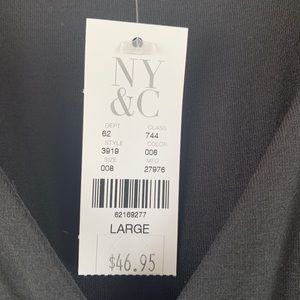 NY
&C
DEPT CLASS
62 744
STYLE COLOR
3919 006
SIZE MFG
008 27976
62169277
LARGE
$46.95